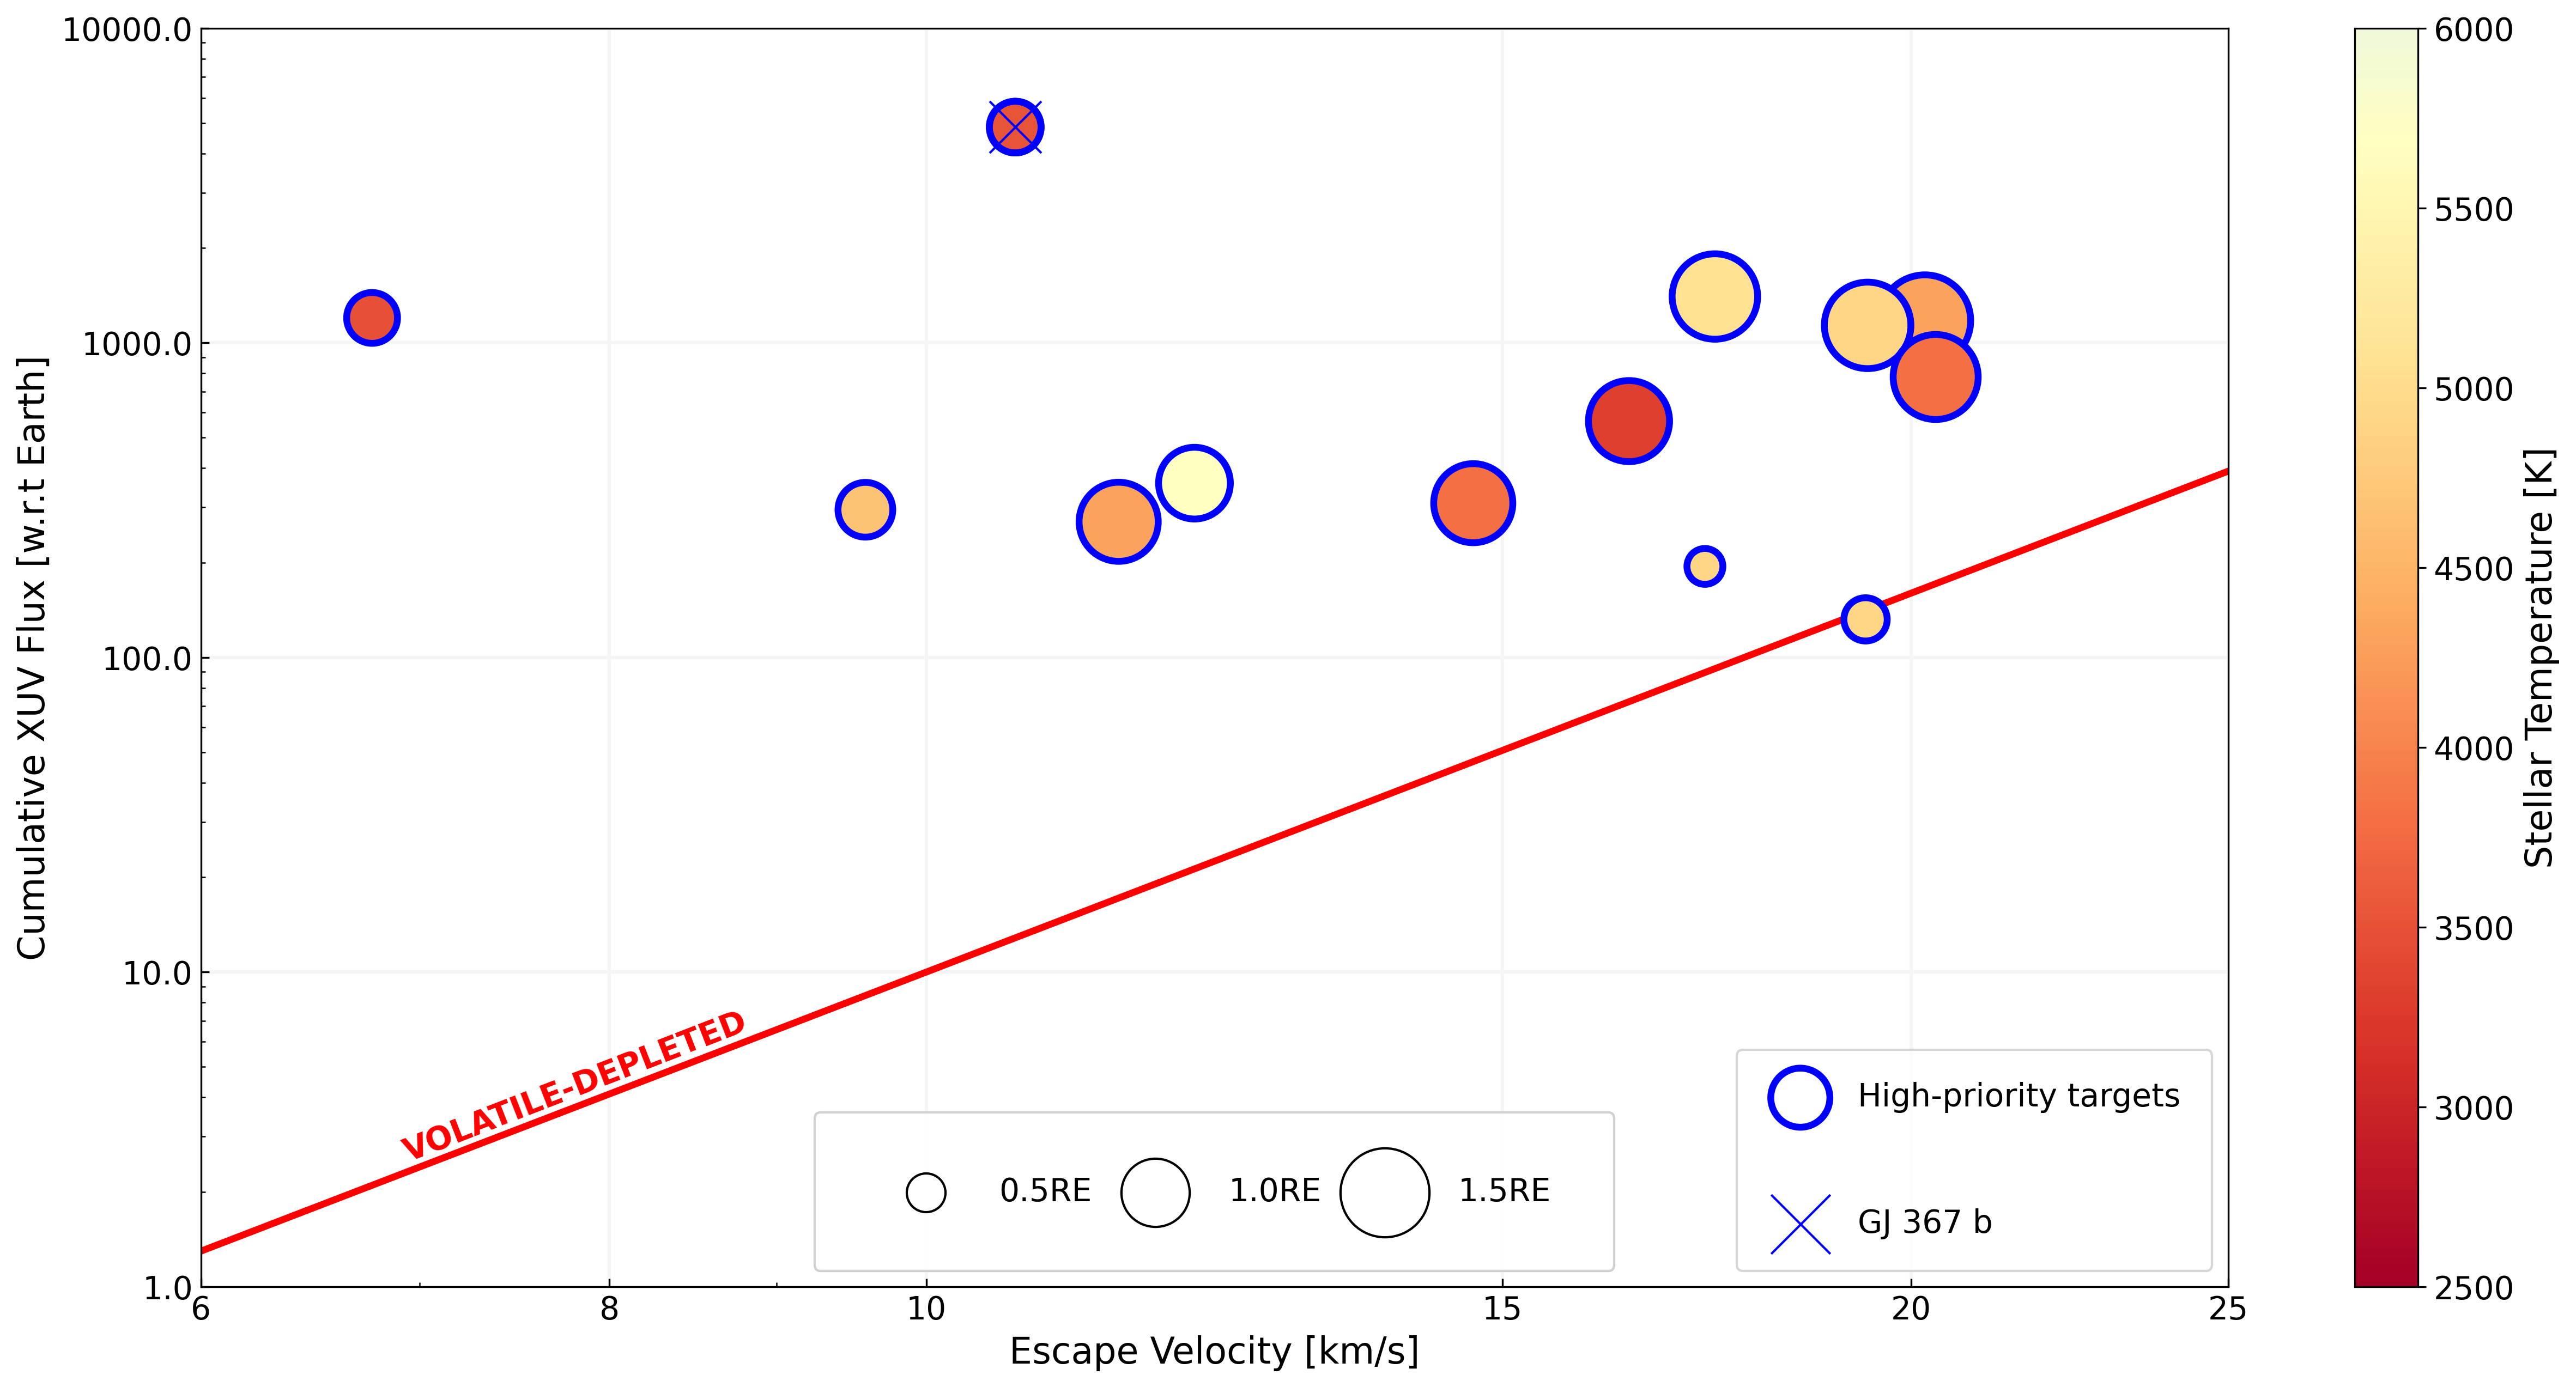 10000.0
1000.0
100.0
10.0
1.0
Cumulative XUV Flux [w.r.t Earth]
6
8
10
15
20
25
Escape Velocity [km/s]
VOLATILE-DEPLETED
0.5RE
1.0RE
1.5RE
High-priority targets
GJ 367 b
6000
5500
5000
4500
4000
3500
3000
2500
Stellar Temperature [K]